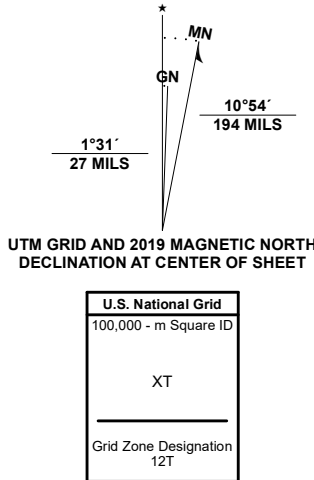 ★
MN
GN
10°54´
194 MILS
1°31´
27 MILS
UTM GRID AND 2019 MAGNETIC NORTH
DECLINATION AT CENTER OF SHEET
U.S. National Grid
100,000 - m Square ID
XT
Grid Zone Designation
12T